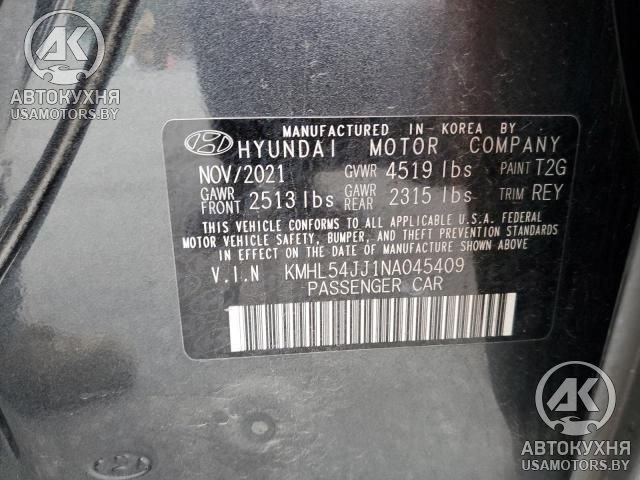 AK
АВТОКУХНЯ
USAMOTORS.BY
MANUFACTURED IN KOREA BY
HYUNDAI MOTOR COMPANY
NOV/2021 GVWR 4519 lbs PAINT T2G
GAWR FRONT 2513 lbs GAWR REAR 2315 lbs TRIM REY
THIS VEHICLE CONFORMS TO ALL APPLICABLE U.S.A. FEDERAL
MOTOR VEHICLE SAFETY, BUMPER, AND THEFT PREVENTION STANDARDS
IN EFFECT ON THE DATE OF MANUFACTURE SHOWN ABOVE.
V.I.N KMHL54JJ1NA045409
PASSENGER CAR
AK
АВТОКУХНЯ
USAMOTORS.BY